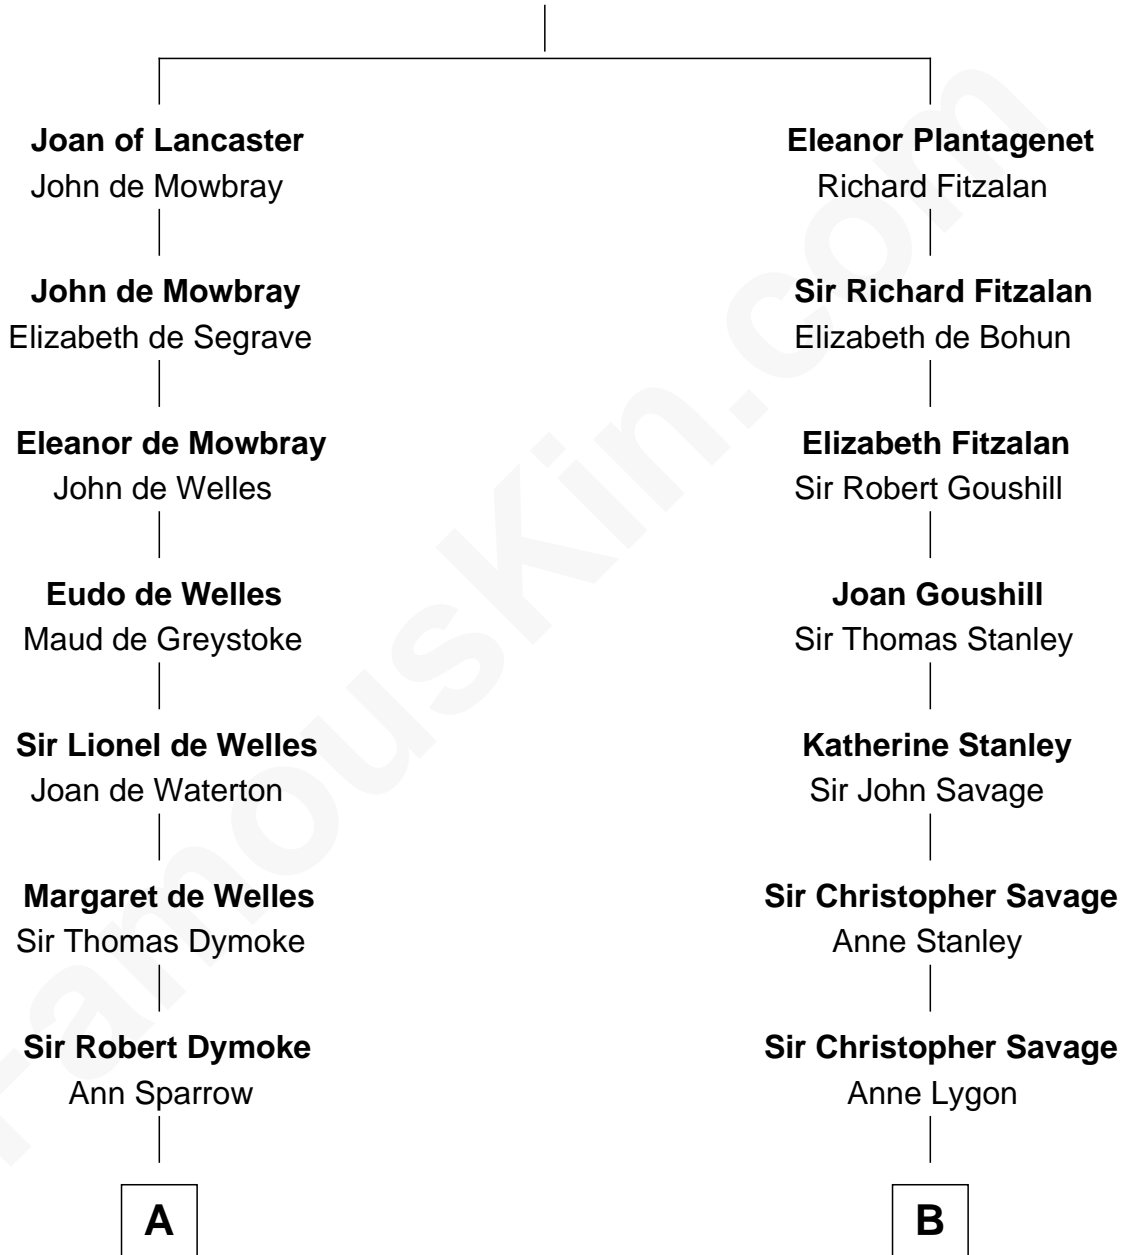 Joan of Lancaster
John de Mowbray
John de Mowbray
Elizabeth de Segrave
Eleanor de Mowbray
John de Welles
Eudo de Welles
Maud de Greystoke
Sir Lionel de Welles
Joan de Waterton
Margaret de Welles
Sir Thomas Dymoke
Sir Robert Dymoke
Ann Sparrow
A
Eleanor Plantagenet
Richard Fitzalan
Sir Richard Fitzalan
Elizabeth de Bohun
Elizabeth Fitzalan
Sir Robert Goushill
Joan Goushill
Sir Thomas Stanley
Katherine Stanley
Sir John Savage
Sir Christopher Savage
Anne Stanley
Sir Christopher Savage
Anne Lygon
B
FamousKin.com